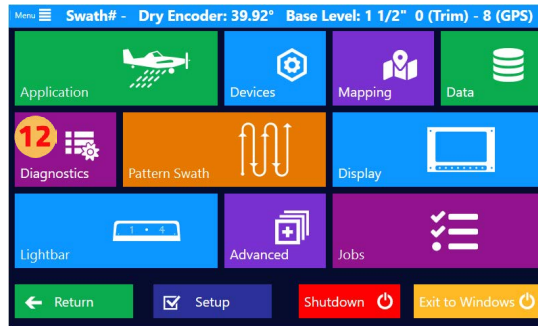 Menu Swath# - Dry Encoder: 39.92° Base Level: 1 1/2" 0 (Trim) - 8 (GPS)
Application
Devices
Mapping
Data
12
Diagnostics
Pattern Swath
Display
1 • 4
Lightbar
Advanced
Jobs
Return
Setup
Shutdown
Exit to Windows